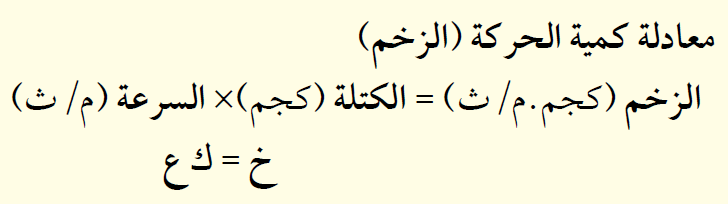 معادلة كمية الحركة (الزخم)
الزخم (كجم.م/ ث) = الكتلة (كجم)× السرعة (م/ ث)
خ = ك ع